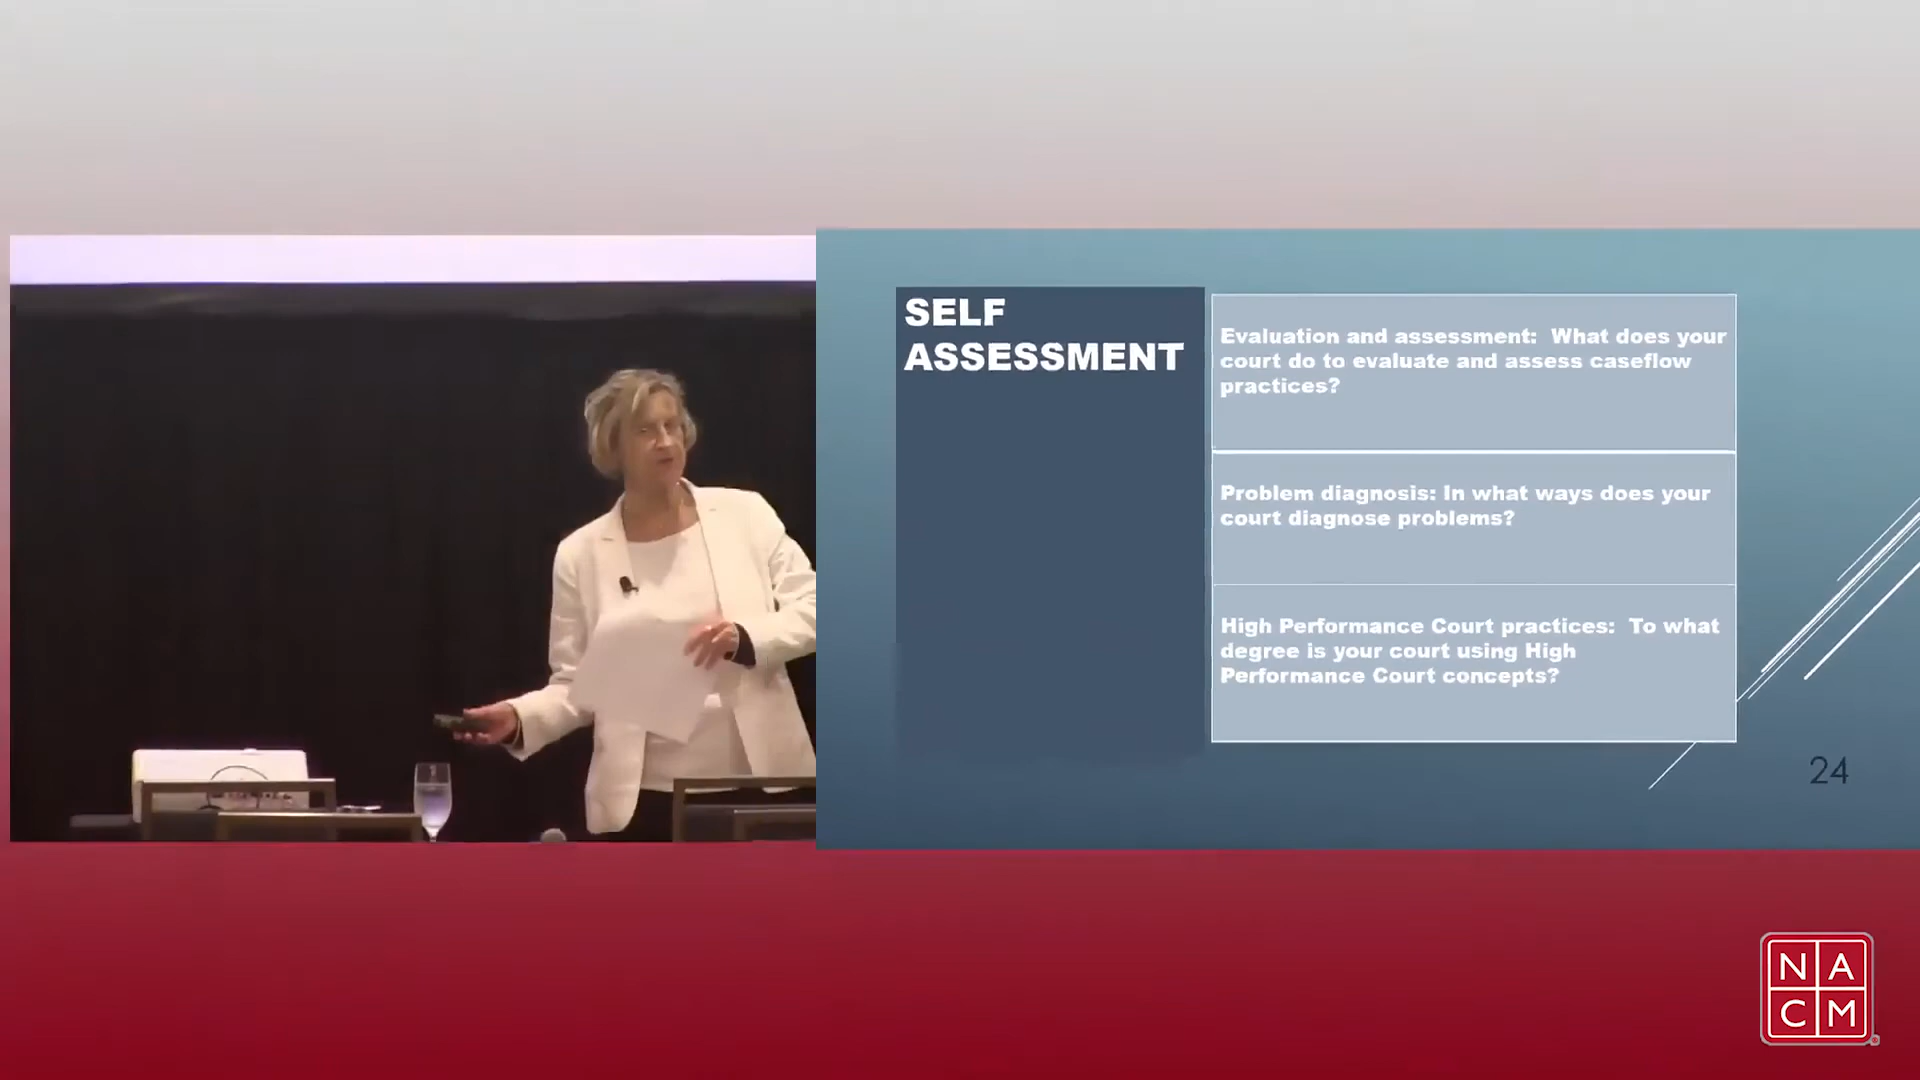 SELF
ASSESSMENT
Evaluation and assessment:  What does your
court do to evaluate and assess caseflow
practices?
Problem diagnosis: In what ways does your
court diagnose problems?
High Performance Court practices:  To what
degree is your court using High
Performance Court concepts?
24
N A
C M
®